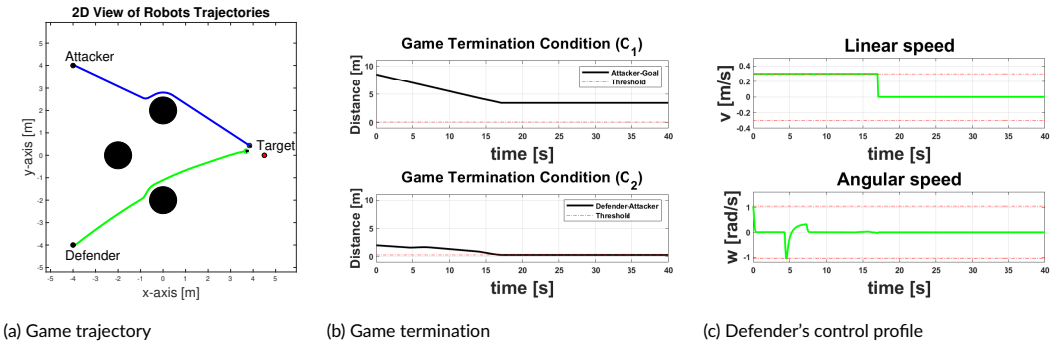 2D View of Robots Trajectories
Attacker
Target
Defender
y-axis [m]
5
4
3
2
1
0
-1
-2
-3
-4
-5
-5 -4 -3 -2 -1 0 1 2 3 4 5
x-axis [m]
(a) Game trajectory
Game Termination Condition (C1)
Distance [m]
10
5
0
Attacker-Goal
Threshold
0 5 10 15 20 25 30 35 40
time [s]
Game Termination Condition (C2)
Distance [m]
10
5
0
Defender-Attacker
Threshold
0 5 10 15 20 25 30 35 40
time [s]
(b) Game termination
Linear speed
v [m/s]
0.4
0.2
0
-0.2
-0.4
0 5 10 15 20 25 30 35 40
time [s]
Angular speed
w [rad/s]
1
0
-1
0 5 10 15 20 25 30 35 40
time [s]
(c) Defender's control profile